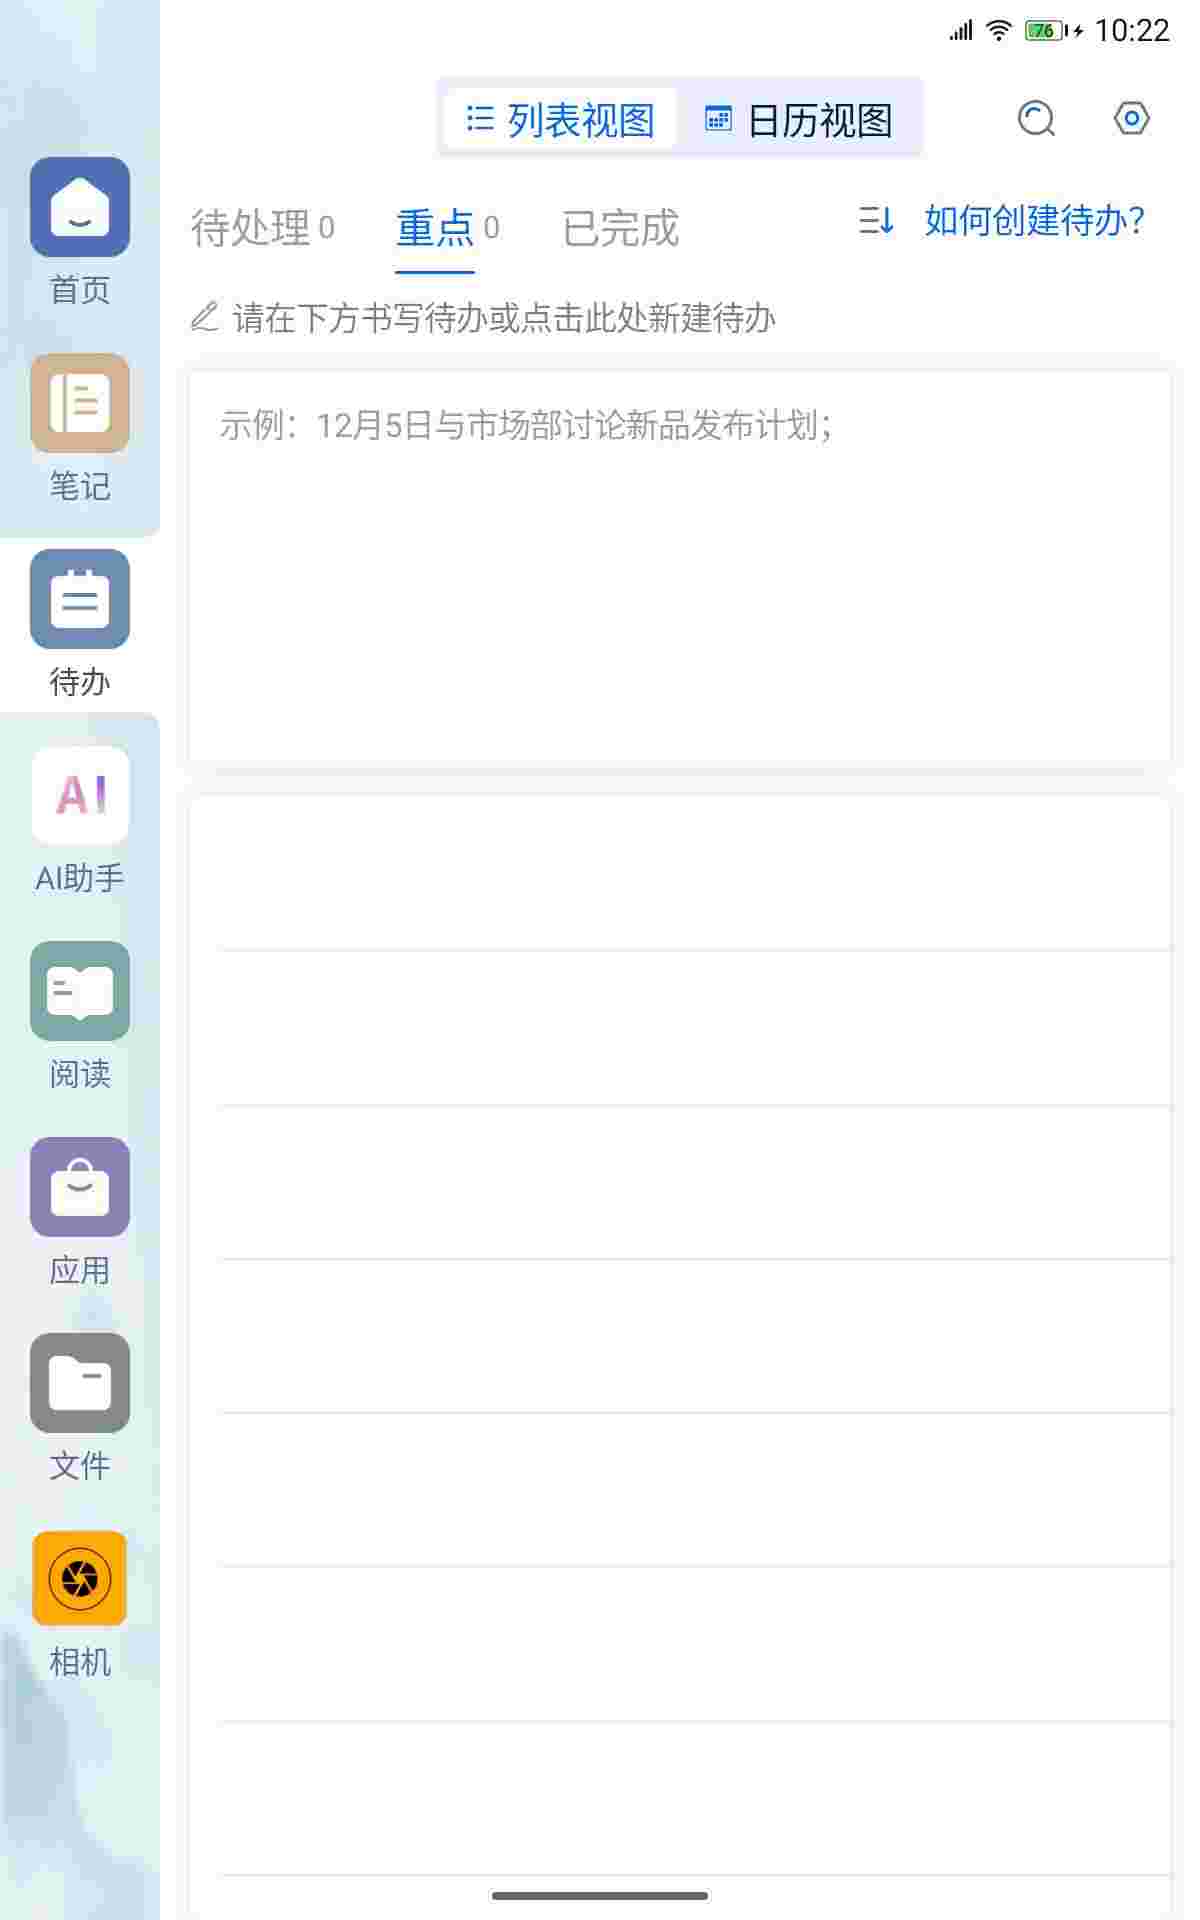 76 10:22
列表视图 日历视图
待处理 0 重点 0 已完成 如何创建待办?
请在下方书写待办或点击此处新建待办
示例：12月5日与市场部讨论新品发布计划;
首页
笔记
待办
AI
AI助手
阅读
应用
文件
相机